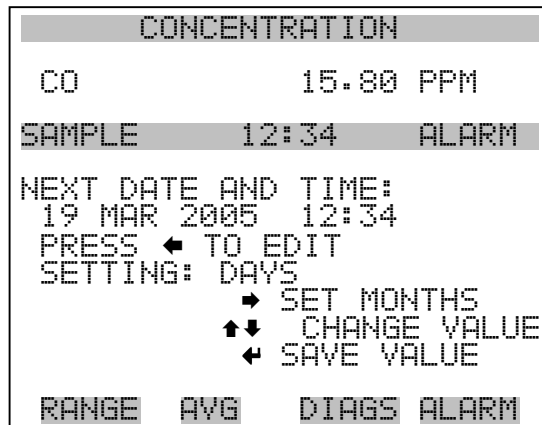 CONCENTRATION
CO 15.80 PPM
SAMPLE 12:34 ALARM
NEXT DATE AND TIME:
19 MAR 2005 12:34
PRESS ← TO EDIT
SETTING: DAYS
→ SET MONTHS
↑↓ CHANGE VALUE
↵ SAVE VALUE
RANGE AVG DIAGS ALARM